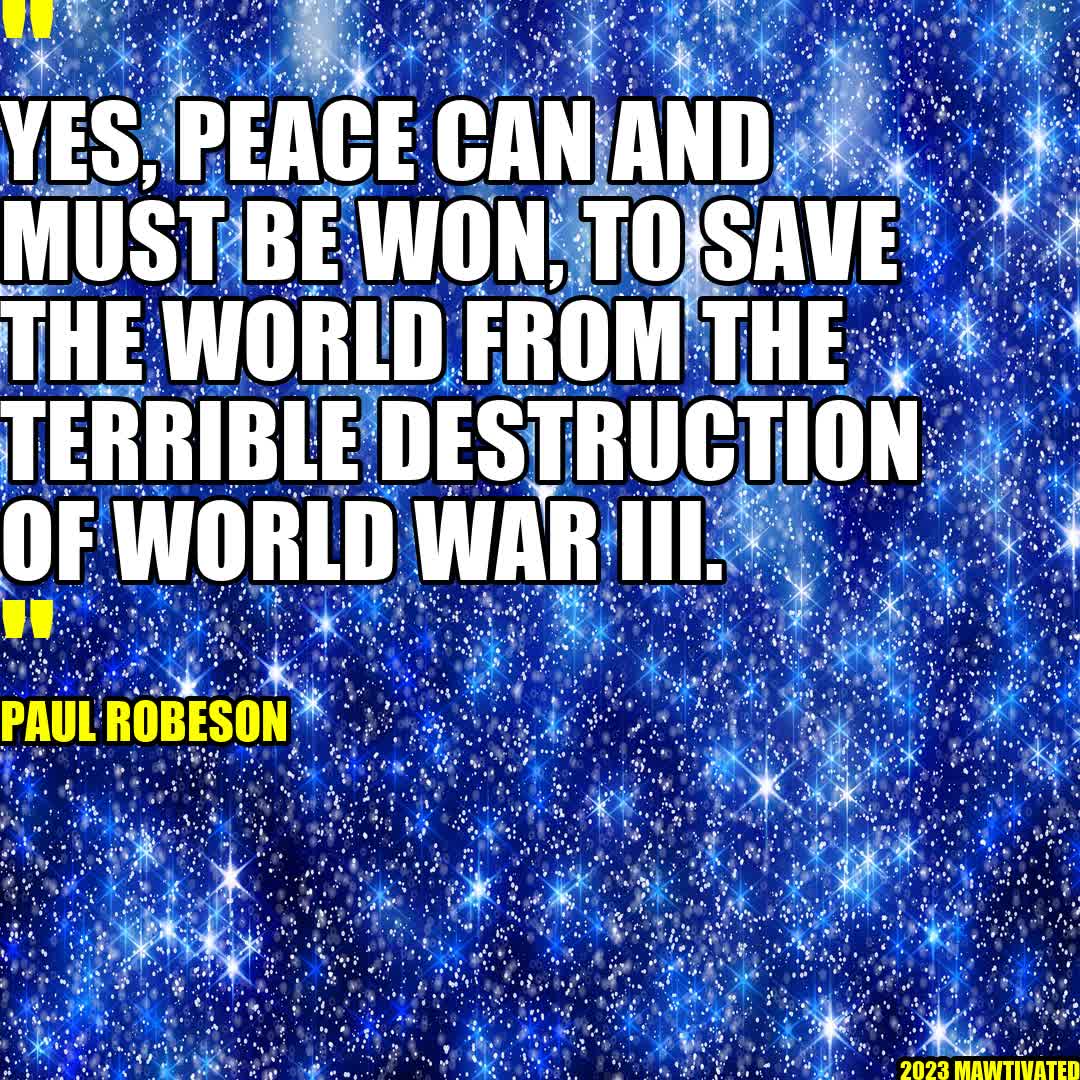 "
YES, PEACE CAN AND
MUST BE WON, TO SAVE
THE WORLD FROM THE
TERRIBLE DESTRUCTION
OF WORLD WAR III.
"
PAUL ROBESON
2023 MAWTIVATED